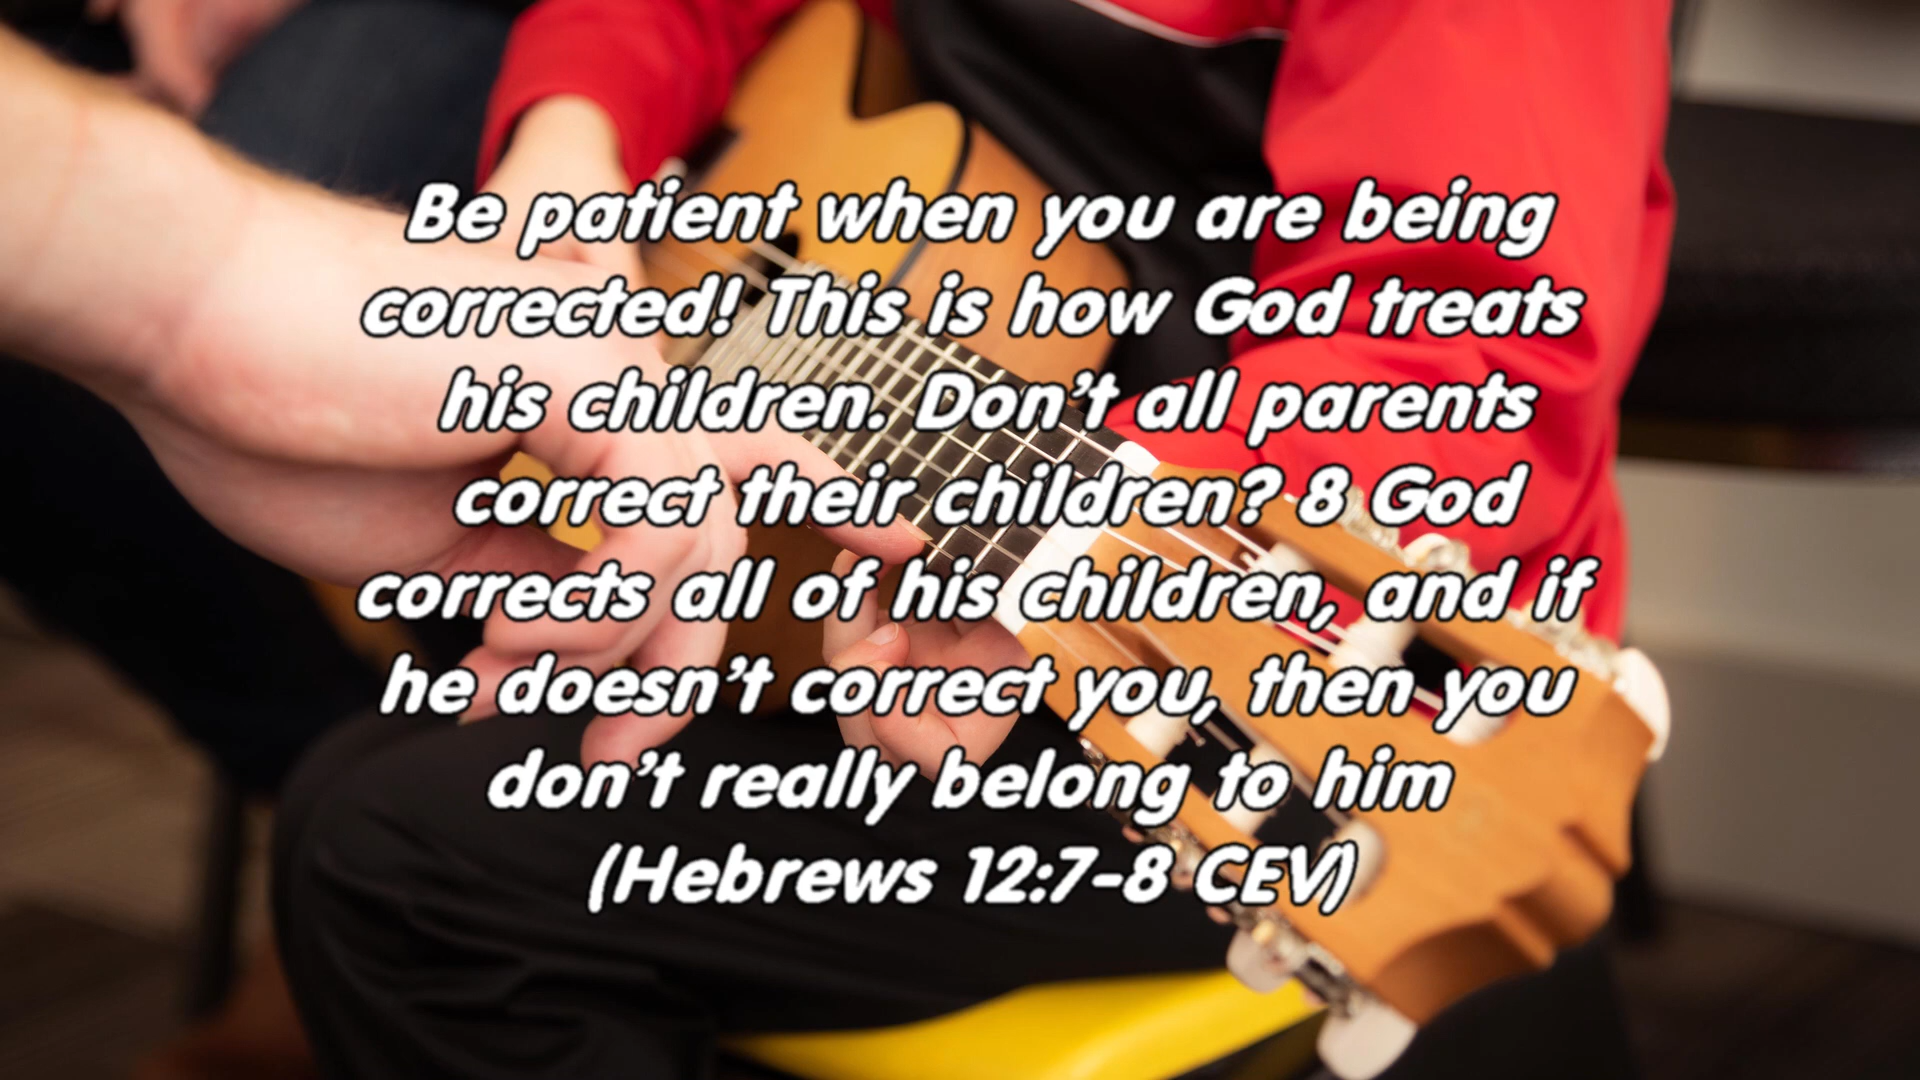 Be patient when you are being
corrected! This is how God treats
his children. Don’t all parents
correct their children? 8 God
corrects all of his children, and if
he doesn’t correct you, then you
don’t really belong to him
(Hebrews 12:7-8 CEV)